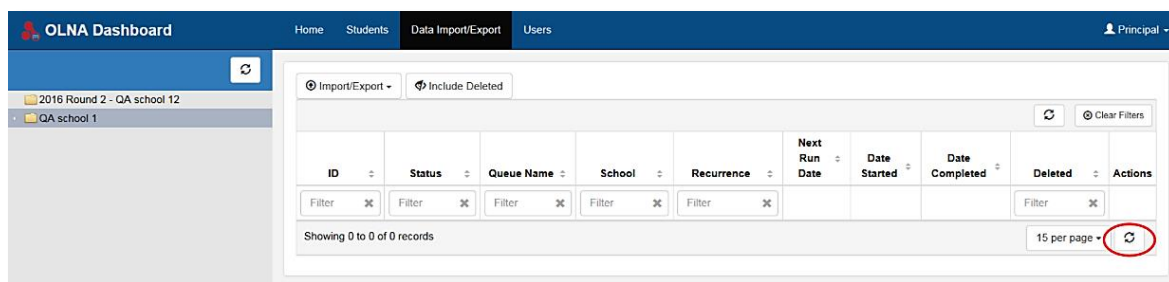 OLNA Dashboard
Home Students Data Import/Export Users Principal
Import/Export Include Deleted
2016 Round 2 - QA school 12
QA school 1
Clear Filters
ID Status Queue Name School Recurrence Next Run Date Date Started Date Completed Deleted Actions
Filter Filter Filter Filter Filter Filter
Showing 0 to 0 of 0 records 15 per page